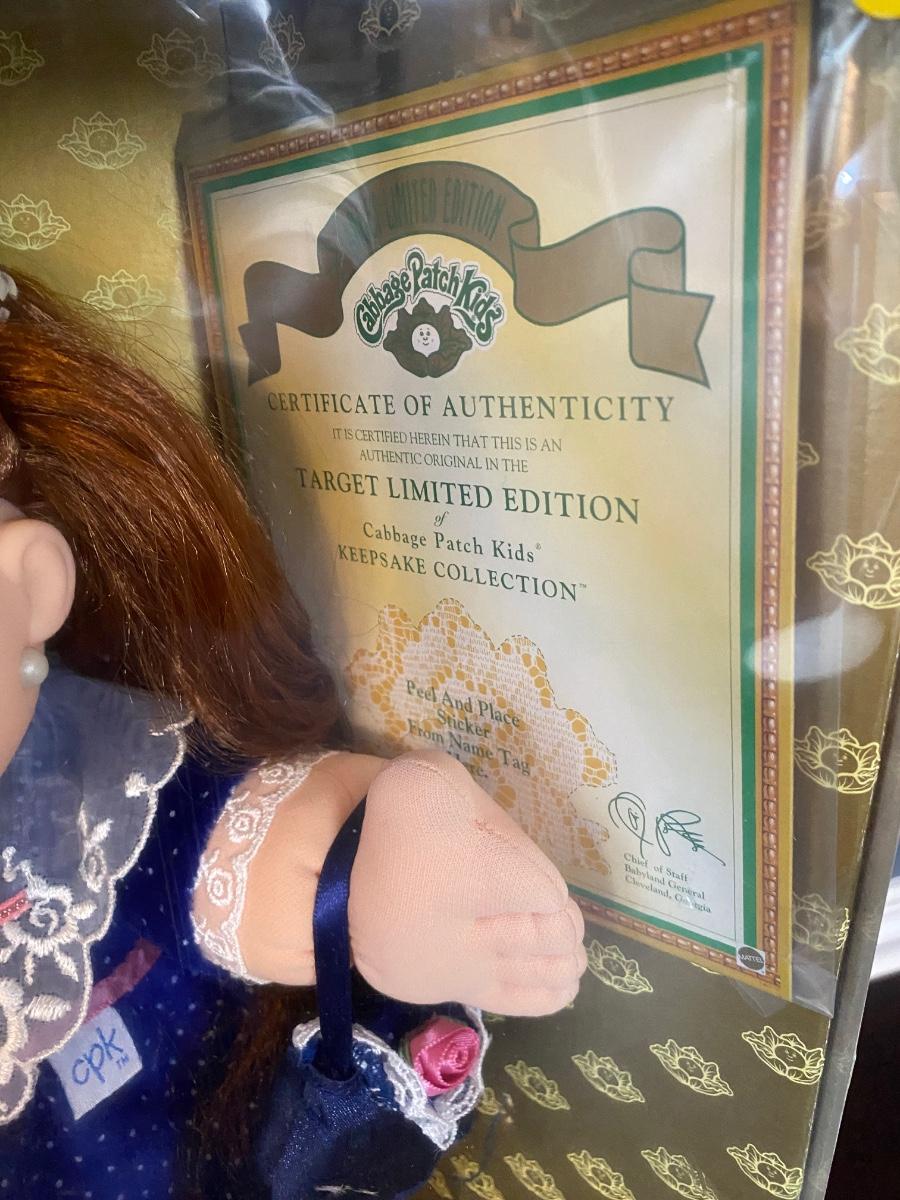 LIMITED EDITION
Cabbage Patch Kids
CERTIFICATE OF AUTHENTICITY
IT IS CERTIFIED HEREIN THAT THIS IS AN
AUTHENTIC ORIGINAL IN THE
TARGET LIMITED EDITION
of
Cabbage Patch Kids®
KEEPSAKE COLLECTION™
Peel And Place
Sticker
From Name Tag
Chief of Staff
Babyland General
Cleveland, Georgia
MATTEL
cpk™